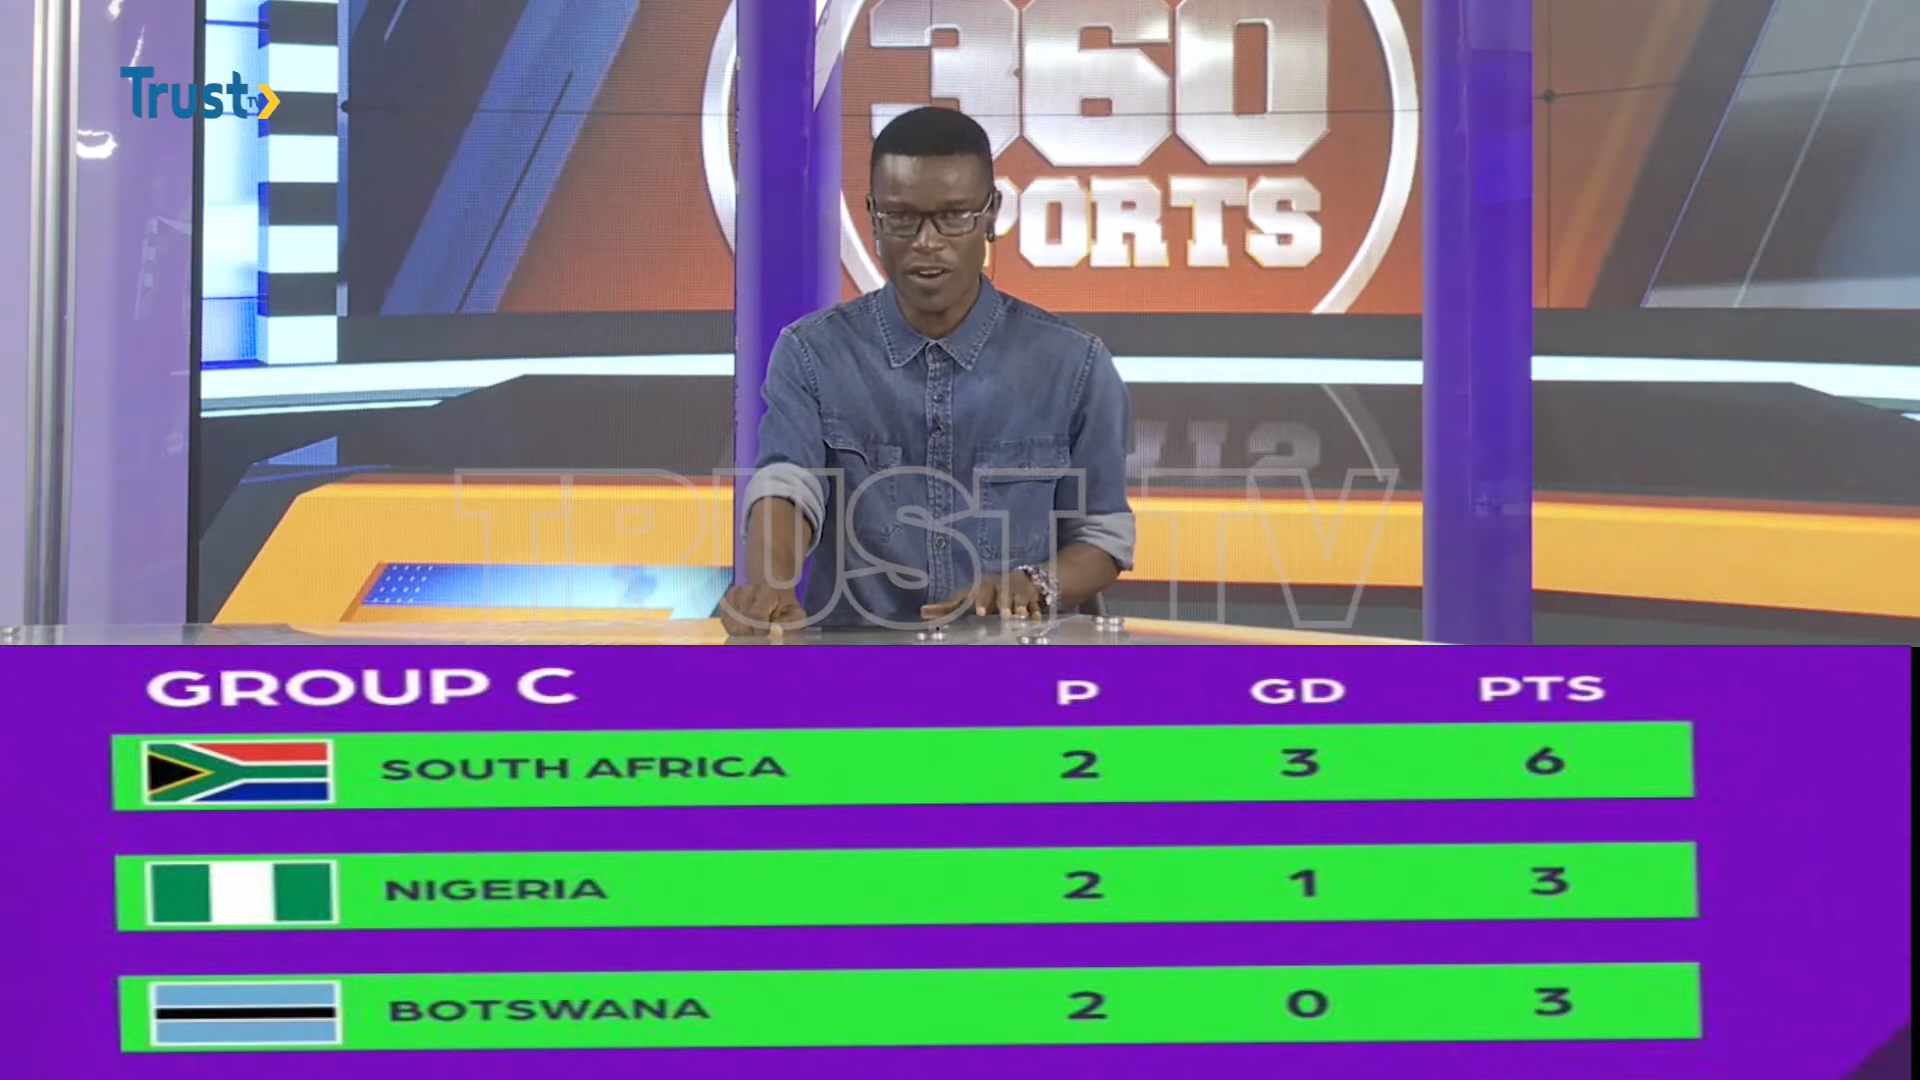 Trust TV
360
SPORTS
TRUST TV
GROUP C P GD PTS
SOUTH AFRICA 2 3 6
NIGERIA 2 1 3
BOTSWANA 2 0 3